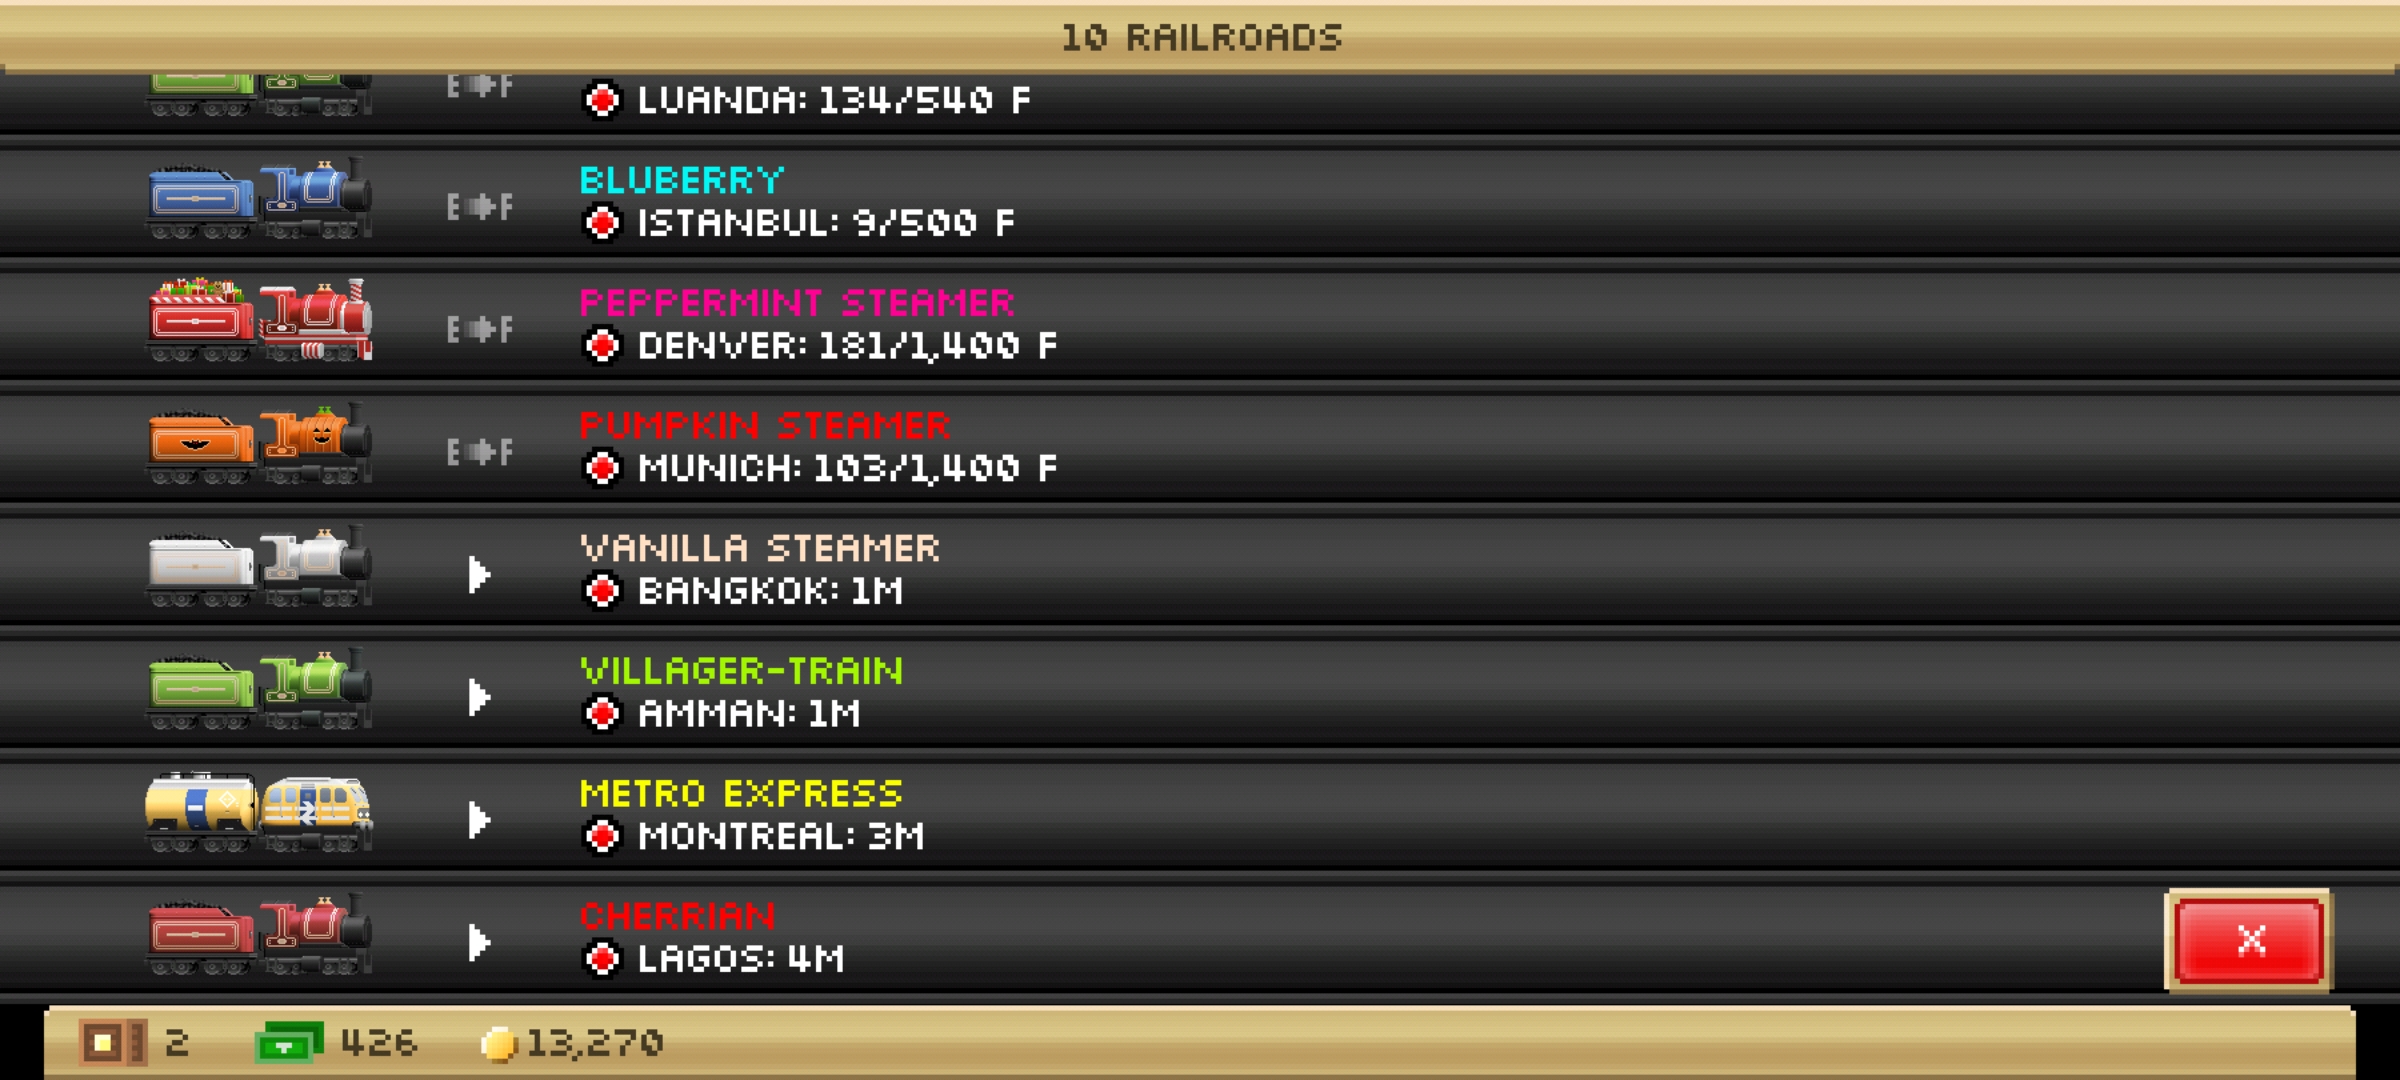 10 RAILROADS
E F LUANDA: 134/540 F
BLUBERRY
E F ISTANBUL: 9/500 F
PEPPERMINT STEAMER
E F DENVER: 181/1,400 F
PUMPKIN STEAMER
E F MUNICH: 103/1,400 F
VANILLA STEAMER
BANGKOK: 1M
VILLAGER-TRAIN
AMMAN: 1M
METRO EXPRESS
MONTREAL: 3M
CHERRIAN
LAGOS: 4M
X
2 426 13,270